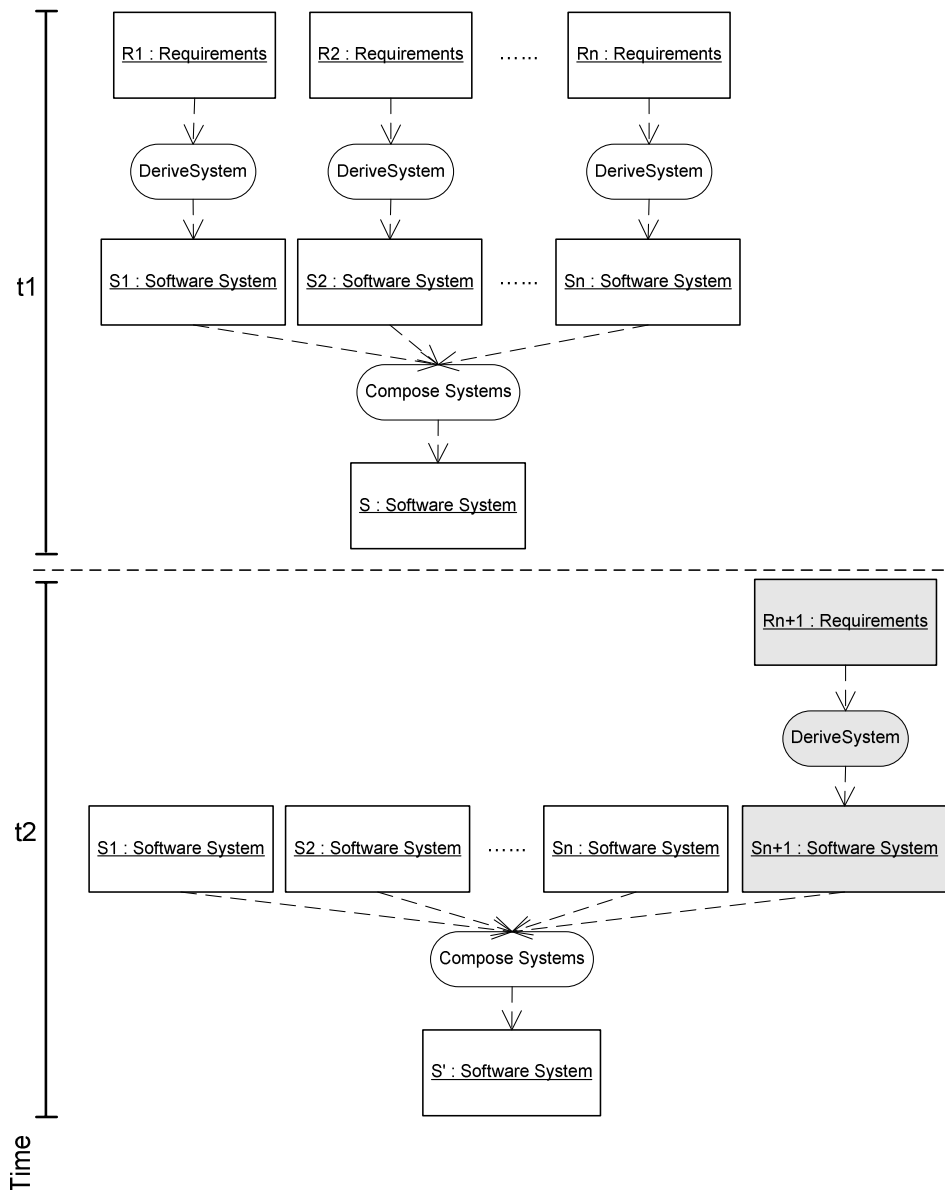 R1 : Requirements
R2 : Requirements
......
Rn : Requirements
DeriveSystem
DeriveSystem
DeriveSystem
t1
S1 : Software System
S2 : Software System
......
Sn : Software System
Compose Systems
S : Software System
Rn+1 : Requirements
DeriveSystem
t2
S1 : Software System
S2 : Software System
......
Sn : Software System
Sn+1 : Software System
Compose Systems
S' : Software System
Time